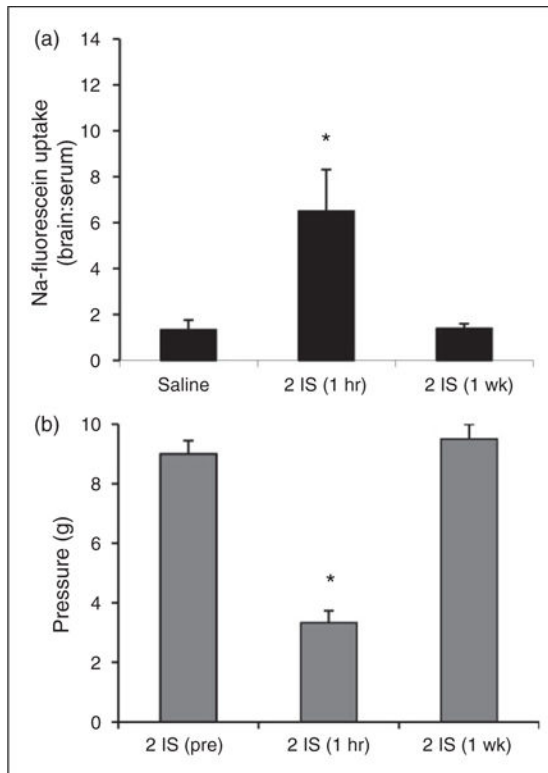 (a)
14
12
10
8
6
4
2
0
Na-fluorescein uptake
(brain:serum)
*
Saline
2 IS (1 hr)
2 IS (1 wk)
(b)
10
8
6
4
2
0
Pressure (g)
*
2 IS (pre)
2 IS (1 hr)
2 IS (1 wk)